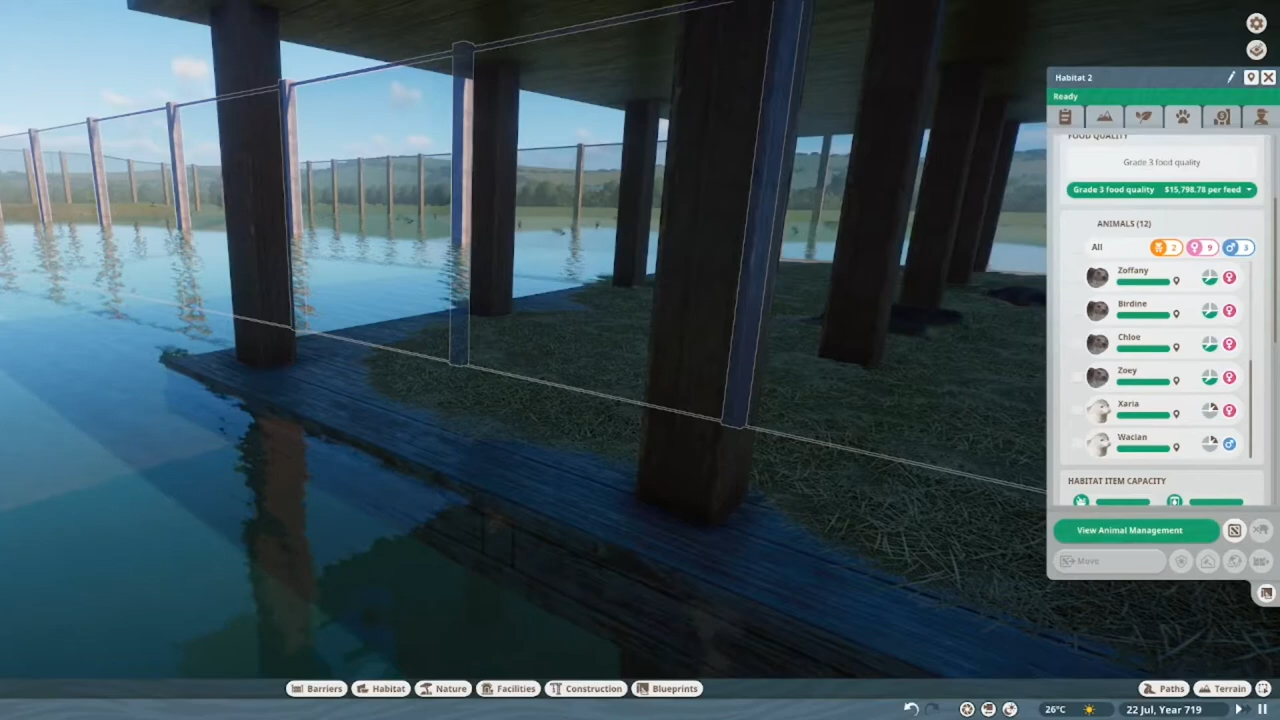 Habitat 2
Ready
FOOD QUALITY
Grade 3 food quality
Grade 3 food quality $15,798.78 per feed
ANIMALS (12)
All 2 9 3
Zoffany
Birdine
Chloe
Zoey
Xaria
Wacian
HABITAT ITEM CAPACITY
View Animal Management
Move
Barriers Habitat Nature Facilities Construction Blueprints Paths Terrain
26°C 22 Jul, Year 719